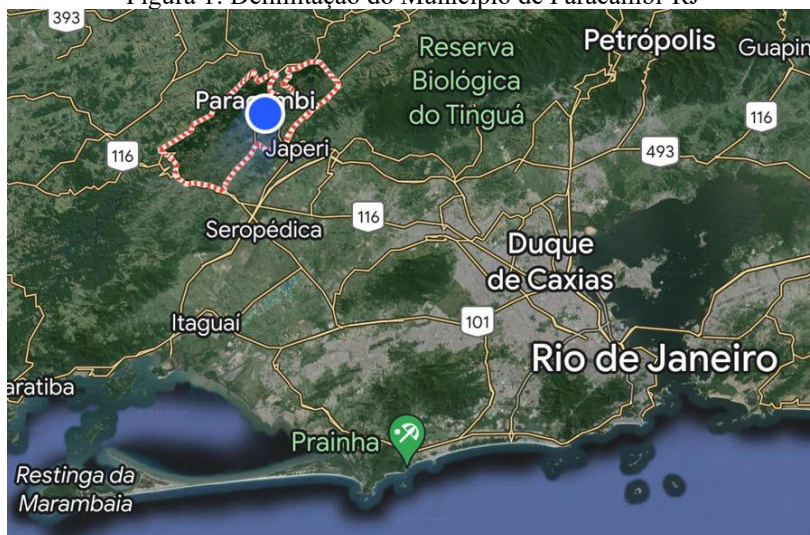 Figura 1: Delimitação do Município de Paracambi-RJ
393
Reserva
Biológica
do Tinguá
Petrópolis
Guapim
Paracambi
116
116
Japeri
493
116
Seropédica
Duque
de Caxias
Itaguaí
101
Rio de Janeiro
aratiba
Prainha
Restinga da
Marambaia